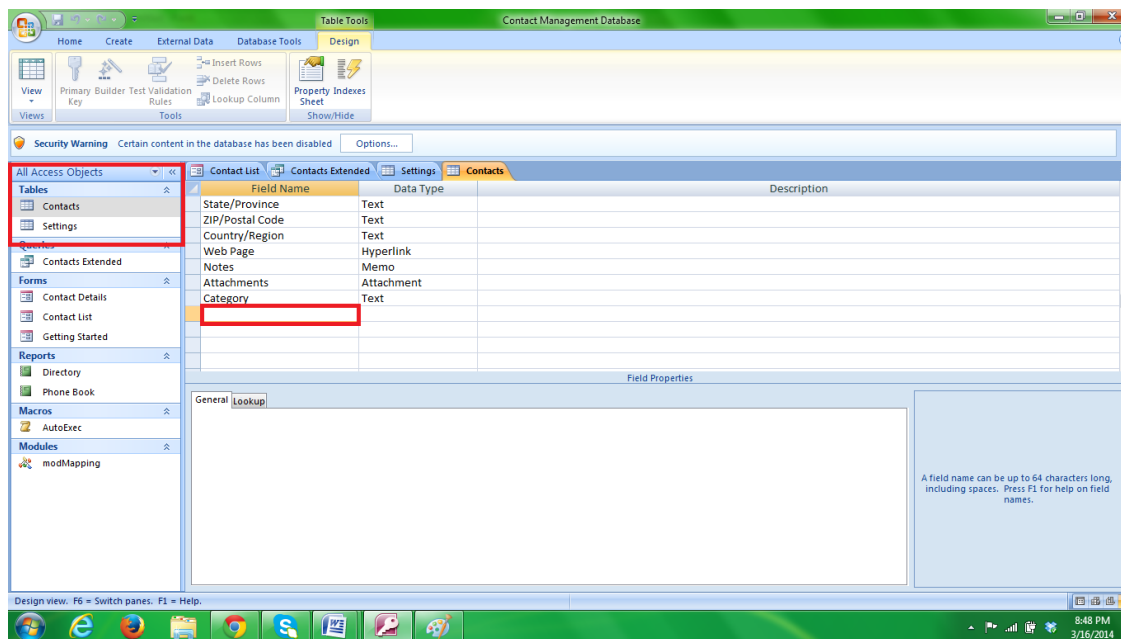 Table Tools
Contact Management Database
Home Create External Data Database Tools Design
View
Views
Primary Key
Builder
Test Validation Rules
Insert Rows
Delete Rows
Lookup Column
Tools
Property Sheet
Indexes
Show/Hide
Security Warning Certain content in the database has been disabled Options...
All Access Objects
Tables
Contacts
Settings
Queries
Contacts Extended
Forms
Contact Details
Contact List
Getting Started
Reports
Directory
Phone Book
Macros
AutoExec
Modules
modMapping
Contact List Contacts Extended Settings Contacts
Field Name Data Type Description
State/Province Text
ZIP/Postal Code Text
Country/Region Text
Web Page Hyperlink
Notes Memo
Attachments Attachment
Category Text
Field Properties
General Lookup
A field name can be up to 64 characters long,
including spaces. Press F1 for help on field
names.
Design view. F6 = Switch panes. F1 = Help.
8:48 PM
3/16/2014